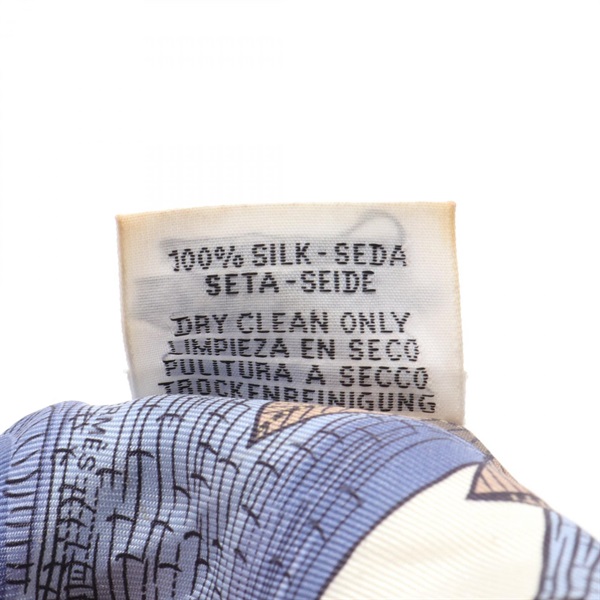 100% SILK - SEDA
SETA - SEIDE
DRY CLEAN ONLY
LIMPIEZA EN SECO
PULITURA A SECCO
TROCKENREINIGUNG